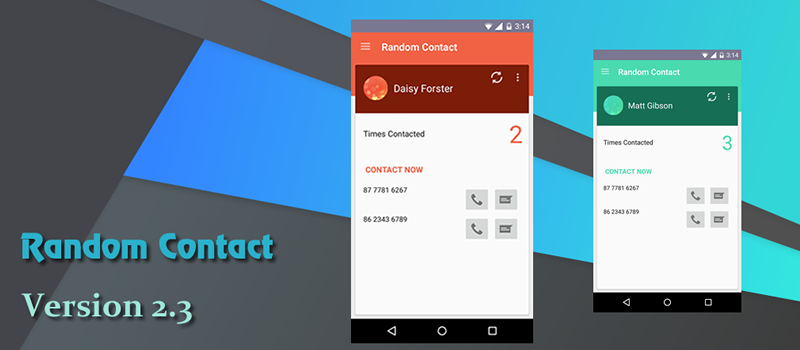 3:14
Random Contact
Daisy Forster
Times Contacted 2
CONTACT NOW
87 7781 6267
86 2343 6789
3:14
Random Contact
Matt Gibson
Times Contacted 3
CONTACT NOW
87 7781 6267
86 2343 6789
Random Contact
Version 2.3